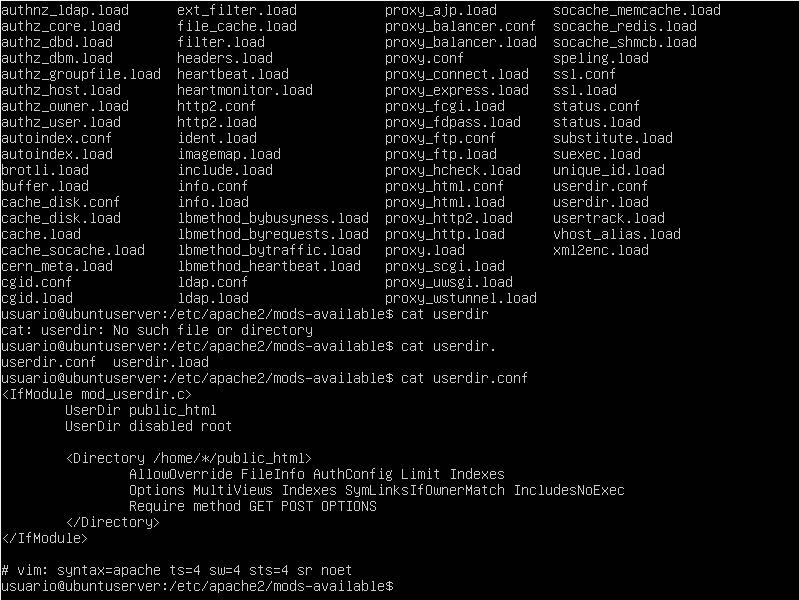 authnz_ldap.load      ext_filter.load           proxy_ajp.load       socache_memcache.load
authz_core.load       file_cache.load           proxy_balancer.conf  socache_redis.load
authz_dbd.load        filter.load               proxy_balancer.load  socache_shmcb.load
authz_dbm.load        headers.load              proxy.conf           speling.load
authz_groupfile.load  heartbeat.load            proxy_connect.load   ssl.conf
authz_host.load       heartmonitor.load         proxy_express.load   ssl.load
authz_owner.load      http2.conf                proxy_fcgi.load      status.conf
authz_user.load       http2.load                proxy_fdpass.load    status.load
autoindex.conf        ident.load                proxy_ftp.conf       substitute.load
autoindex.load        imagemap.load             proxy_ftp.load       suexec.load
brotli.load           include.load              proxy_hcheck.load    unique_id.load
buffer.load           info.conf                 proxy_html.conf      userdir.conf
cache_disk.conf       info.load                 proxy_html.load      userdir.load
cache_disk.load       lbmethod_bybusyness.load  proxy_http2.load     usertrack.load
cache.load            lbmethod_byrequests.load  proxy_http.load      vhost_alias.load
cache_socache.load    lbmethod_bytraffic.load   proxy.load           xml2enc.load
cern_meta.load        lbmethod_heartbeat.load   proxy_scgi.load
cgid.conf             ldap.conf                 proxy_uwsgi.load
cgid.load             ldap.load                 proxy_wstunnel.load
usuario@ubuntuserver:/etc/apache2/mods-available$ cat userdir
cat: userdir: No such file or directory
usuario@ubuntuserver:/etc/apache2/mods-available$ cat userdir.
userdir.conf  userdir.load
usuario@ubuntuserver:/etc/apache2/mods-available$ cat userdir.conf
<IfModule mod_userdir.c>
        UserDir public_html
        UserDir disabled root

        <Directory /home/*/public_html>
                AllowOverride FileInfo AuthConfig Limit Indexes
                Options MultiViews Indexes SymLinksIfOwnerMatch IncludesNoExec
                Require method GET POST OPTIONS
        </Directory>
</IfModule>

# vim: syntax=apache ts=4 sw=4 sts=4 sr noet
usuario@ubuntuserver:/etc/apache2/mods-available$